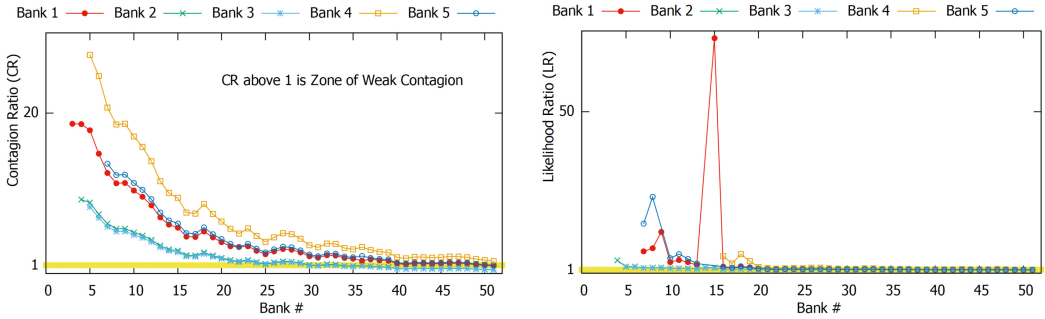 Bank 1 Bank 2 Bank 3 Bank 4 Bank 5
Contagion Ratio (CR)
CR above 1 is Zone of Weak Contagion
20
1
0 5 10 15 20 25 30 35 40 45 50
Bank #
Bank 1 Bank 2 Bank 3 Bank 4 Bank 5
Likelihood Ratio (LR)
50
1
0 5 10 15 20 25 30 35 40 45 50
Bank #